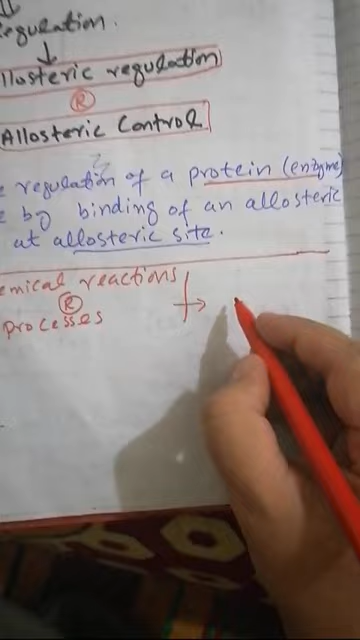 egulation.
llosteric regulation
R
Allosteric Control
e regulation of a protein (enzyme)
e by binding of an allosteric
at allosteric site.
emical reactions
R
processes